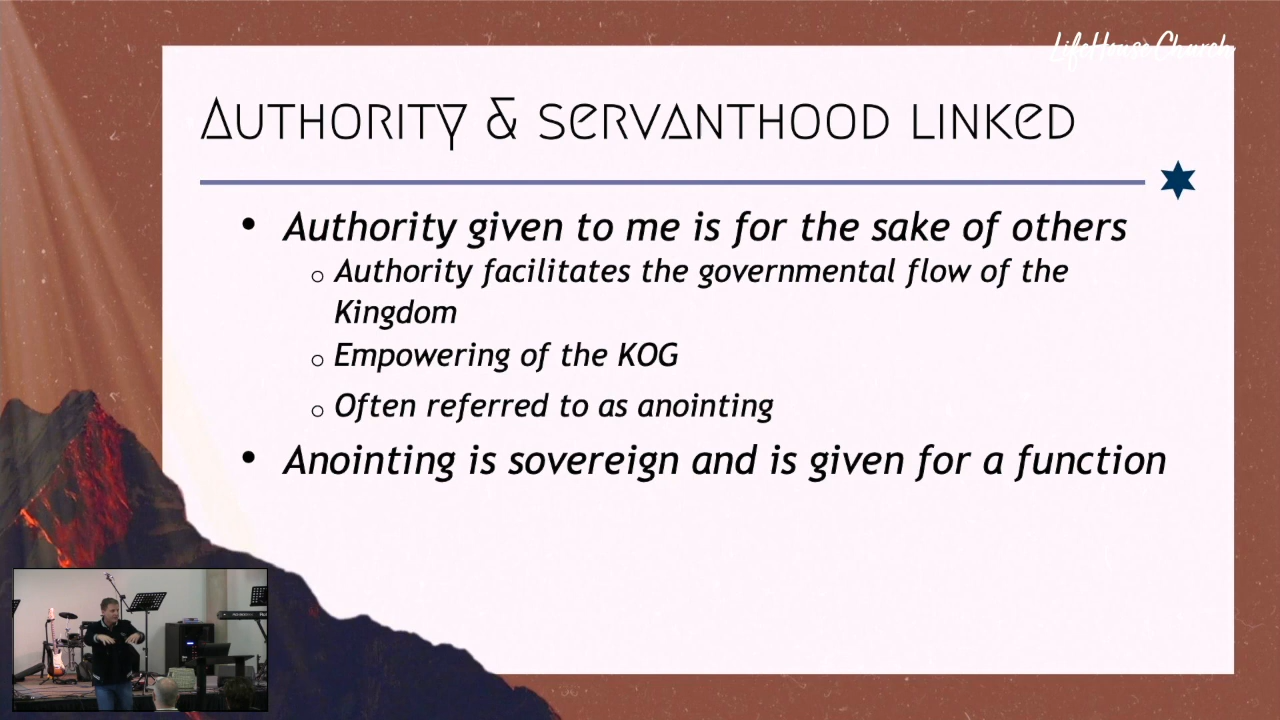 LifeHouse Church
AUTHORITY & SERVANTHOOD LINKED
• Authority given to me is for the sake of others
o Authority facilitates the governmental flow of the
Kingdom
o Empowering of the KOG
o Often referred to as anointing
• Anointing is sovereign and is given for a function